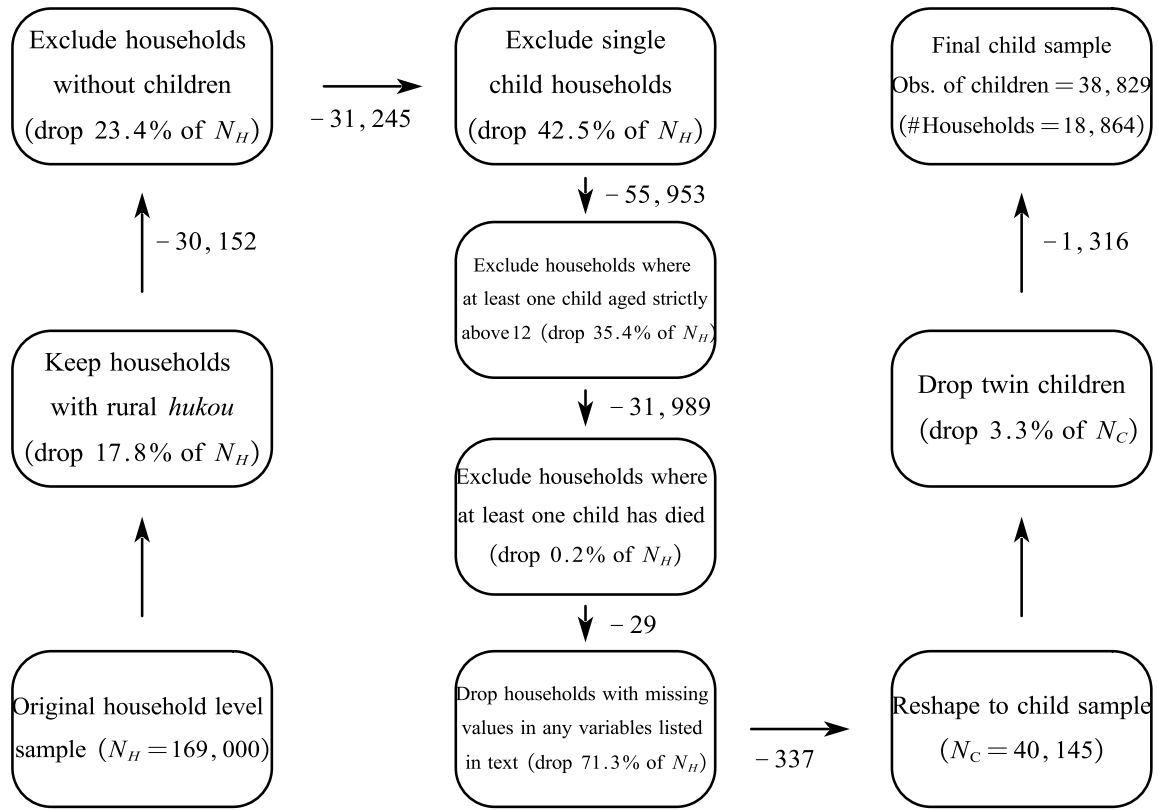 Original household level
sample (N_H = 169,000)
Keep households
with rural hukou
(drop 17.8% of N_H)
– 30,152
Exclude households
without children
(drop 23.4% of N_H)
– 31,245
Exclude single
child households
(drop 42.5% of N_H)
– 55,953
Exclude households where
at least one child aged strictly
above 12 (drop 35.4% of N_H)
– 31,989
Exclude households where
at least one child has died
(drop 0.2% of N_H)
– 29
Drop households with missing
values in any variables listed
in text (drop 71.3% of N_H)
– 337
Reshape to child sample
(N_C = 40,145)
Drop twin children
(drop 3.3% of N_C)
– 1,316
Final child sample
Obs. of children = 38,829
(#Households = 18,864)